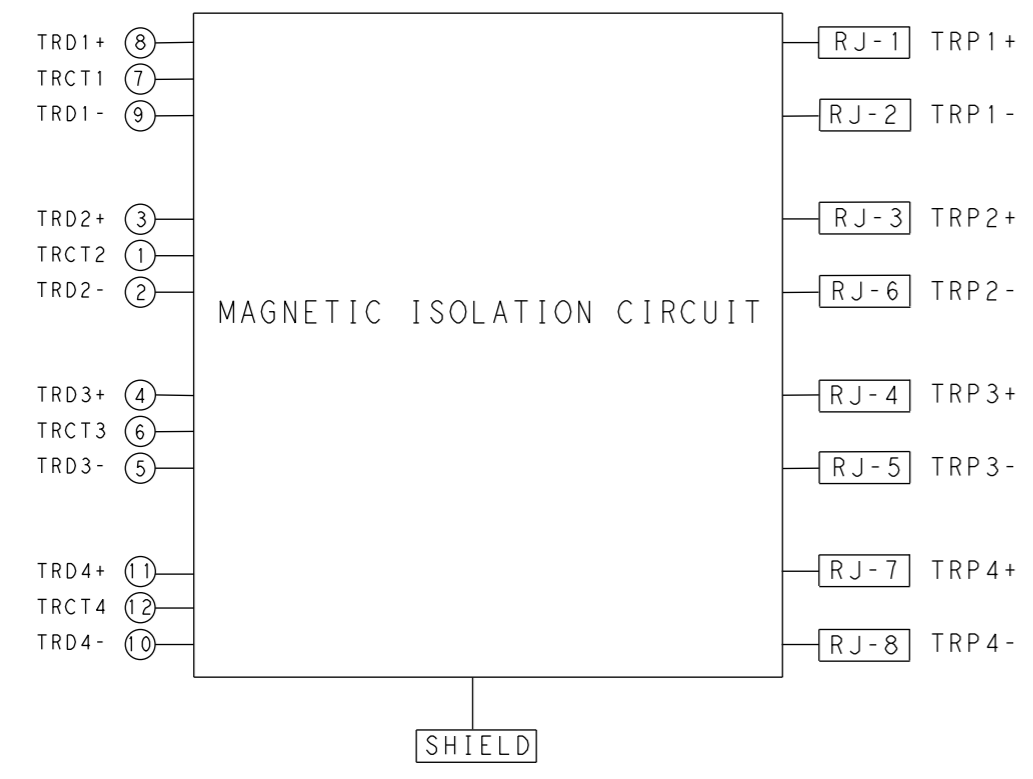 TRD1+ 8 RJ-1 TRP1+
TRCT1 7
TRD1- 9 RJ-2 TRP1-
TRD2+ 3 RJ-3 TRP2+
TRCT2 1
TRD2- 2 RJ-6 TRP2-
MAGNETIC ISOLATION CIRCUIT
TRD3+ 4 RJ-4 TRP3+
TRCT3 6
TRD3- 5 RJ-5 TRP3-
TRD4+ 11 RJ-7 TRP4+
TRCT4 12
TRD4- 10 RJ-8 TRP4-
SHIELD